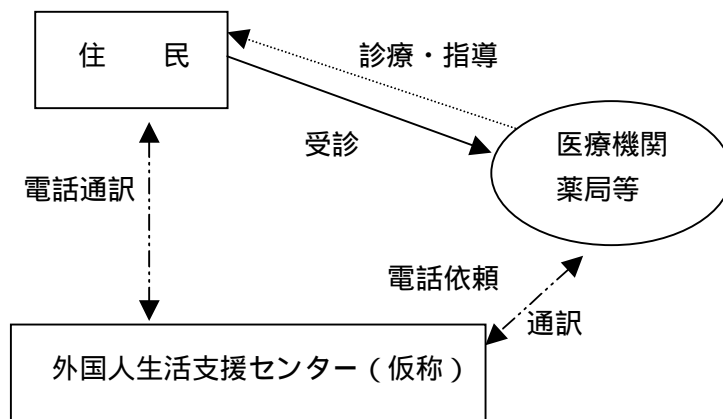 住　　民
診療・指導
受診
医療機関
薬局等
電話通訳
電話依頼
通訳
外国人生活支援センター（仮称）